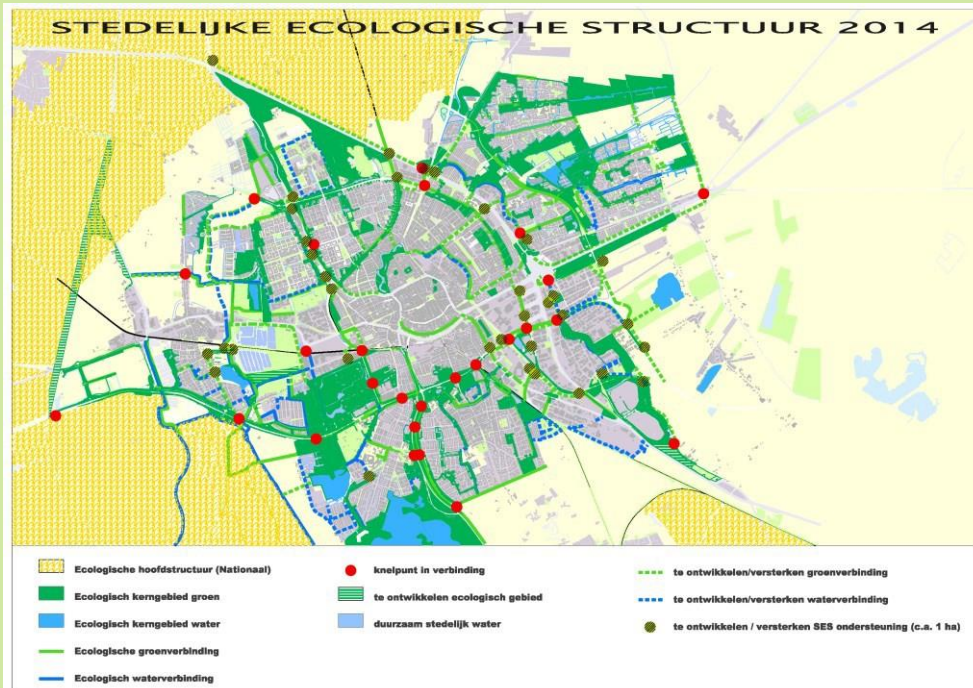 STEDELIJKE ECOLOGISCHE STRUCTUUR 2014
Ecologische hoofdstructuur (Nationaal)
Ecologisch kerngebied groen
Ecologisch kerngebied water
Ecologische groenverbinding
Ecologisch waterverbinding
knelpunt in verbinding
te ontwikkelen ecologisch gebied
duurzaam stedelijk water
te ontwikkelen/versterken groenverbinding
te ontwikkelen/versterken waterverbinding
te ontwikkelen / versterken SES ondersteuning (c.a. 1 ha)